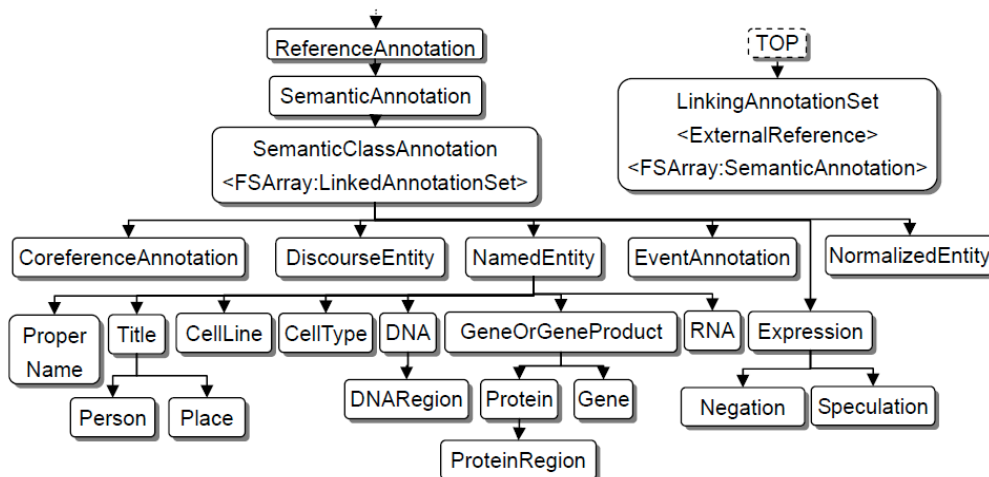 ReferenceAnnotation
TOP
SemanticAnnotation
LinkingAnnotationSet
<ExternalReference>
<FSArray:SemanticAnnotation>
SemanticClassAnnotation
<FSArray:LinkedAnnotationSet>
CoreferenceAnnotation
DiscourseEntity
NamedEntity
EventAnnotation
NormalizedEntity
Proper
Name
Title
CellLine
CellType
DNA
GeneOrGeneProduct
RNA
Expression
Person
Place
DNARegion
Protein
Gene
Negation
Speculation
ProteinRegion